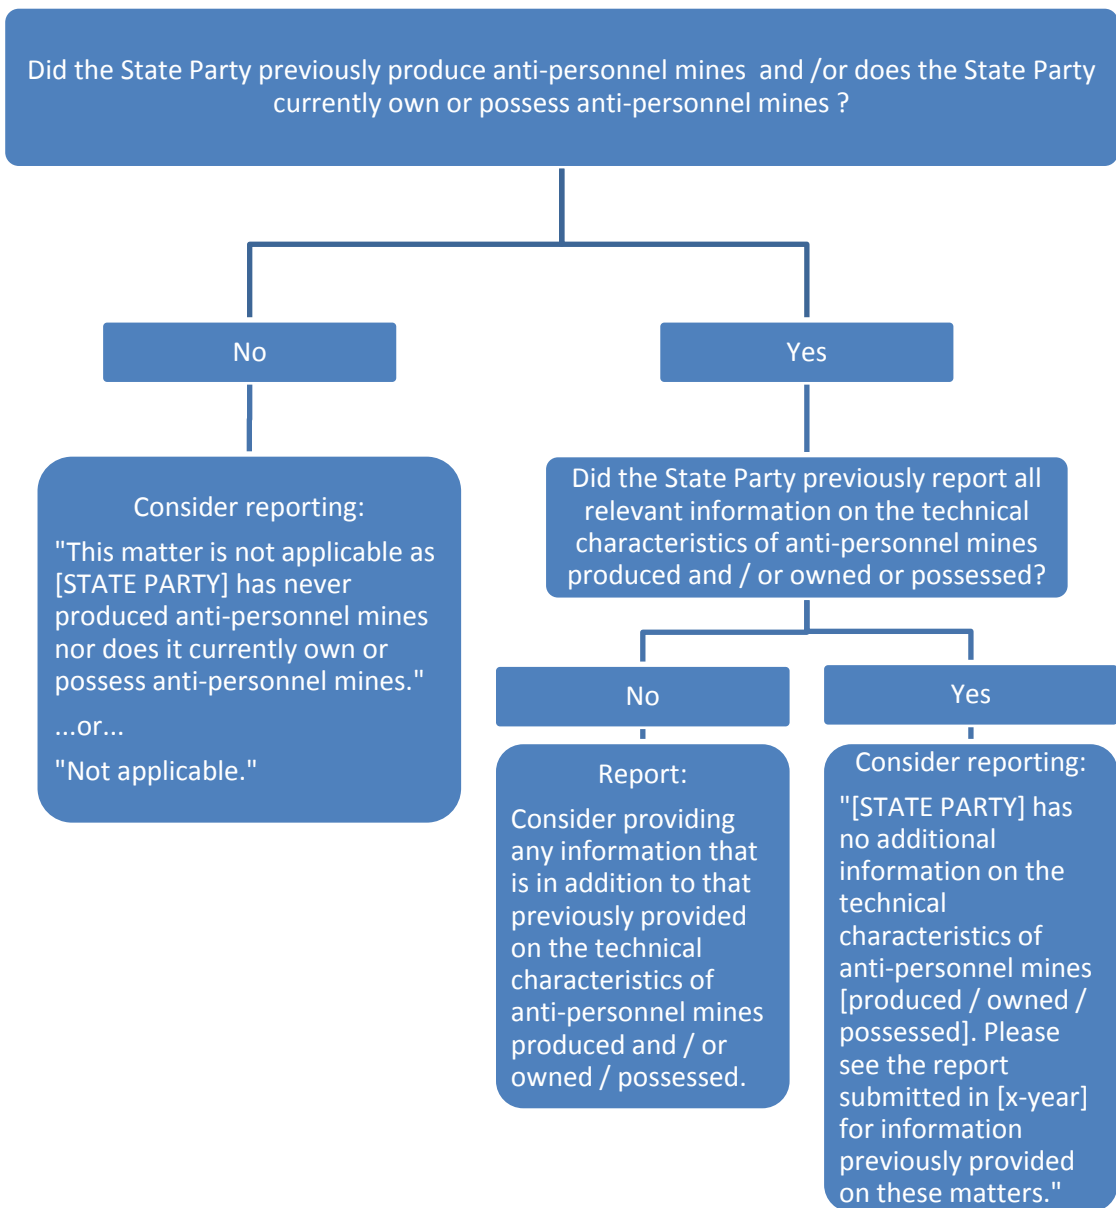 Did the State Party previously produce anti-personnel mines and /or does the State Party
currently own or possess anti-personnel mines ?
No
Yes
Consider reporting:
"This matter is not applicable as
[STATE PARTY] has never
produced anti-personnel mines
nor does it currently own or
possess anti-personnel mines."
...or...
"Not applicable."
Did the State Party previously report all
relevant information on the technical
characteristics of anti-personnel mines
produced and / or owned or possessed?
No
Yes
Report:
Consider providing
any information that
is in addition to that
previously provided
on the technical
characteristics of
anti-personnel mines
produced and / or
owned / possessed.
Consider reporting:
"[STATE PARTY] has
no additional
information on the
technical
characteristics of
anti-personnel mines
[produced / owned /
possessed]. Please
see the report
submitted in [x-year]
for information
previously provided
on these matters."